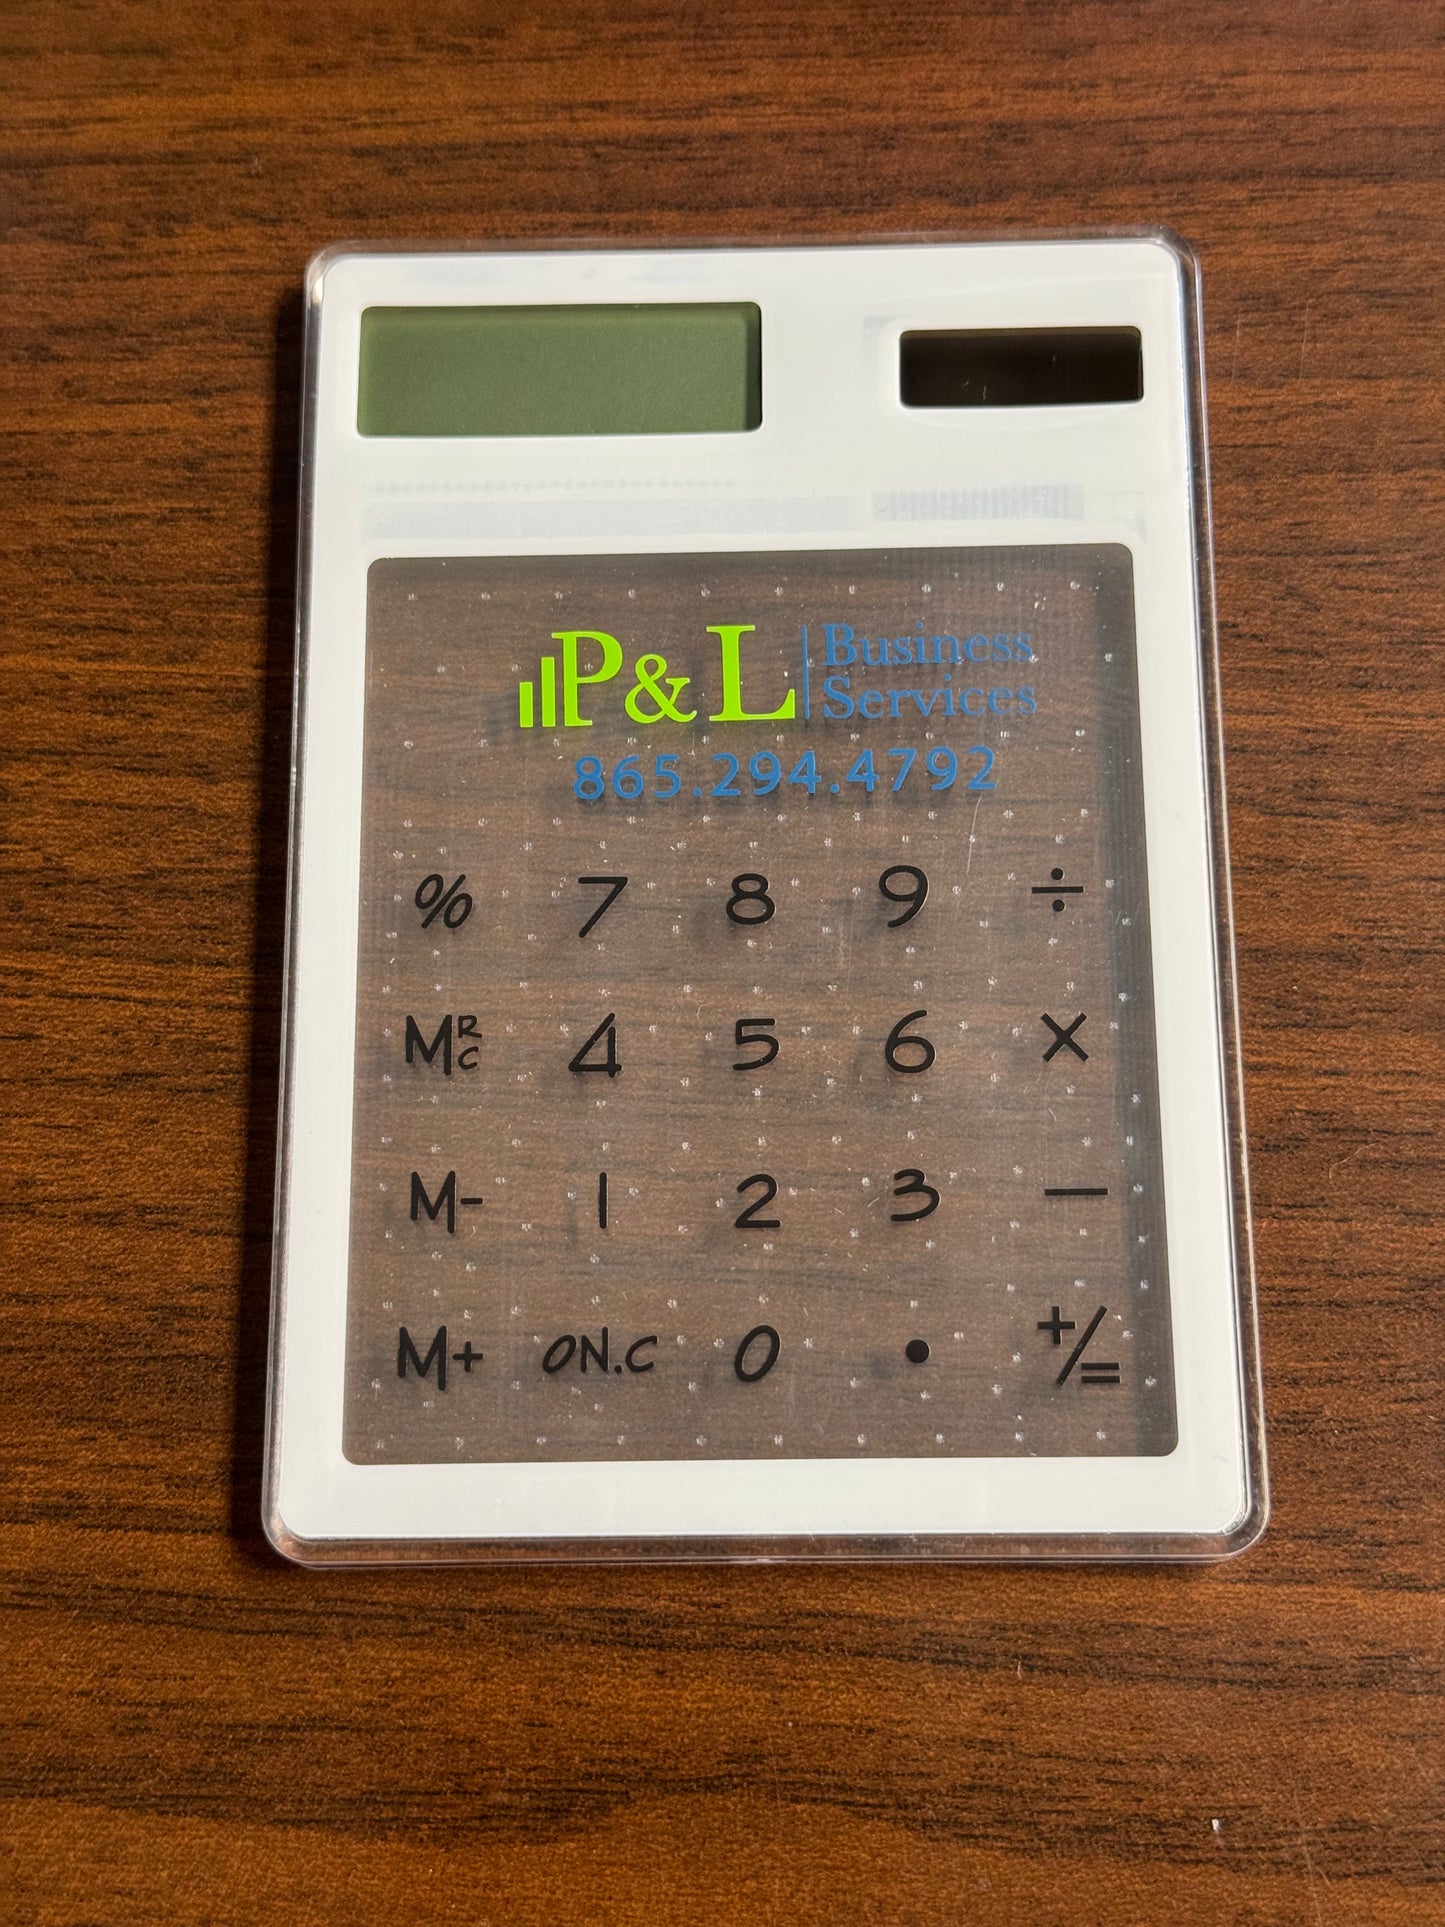 P&L Business Services
865.294.4792
% 7 8 9 ÷
MRC 4 5 6 ×
M- 1 2 3 −
M+ ON.C 0 . +/=